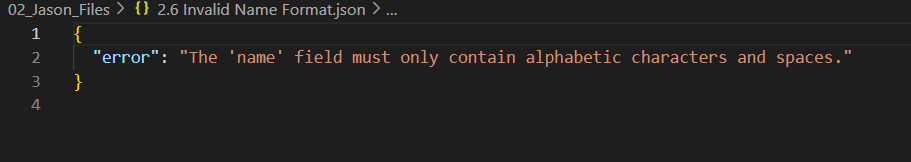 02_Jason_Files > {} 2.6 Invalid Name Format.json > ...
1 {
2 "error": "The 'name' field must only contain alphabetic characters and spaces."
3 }
4